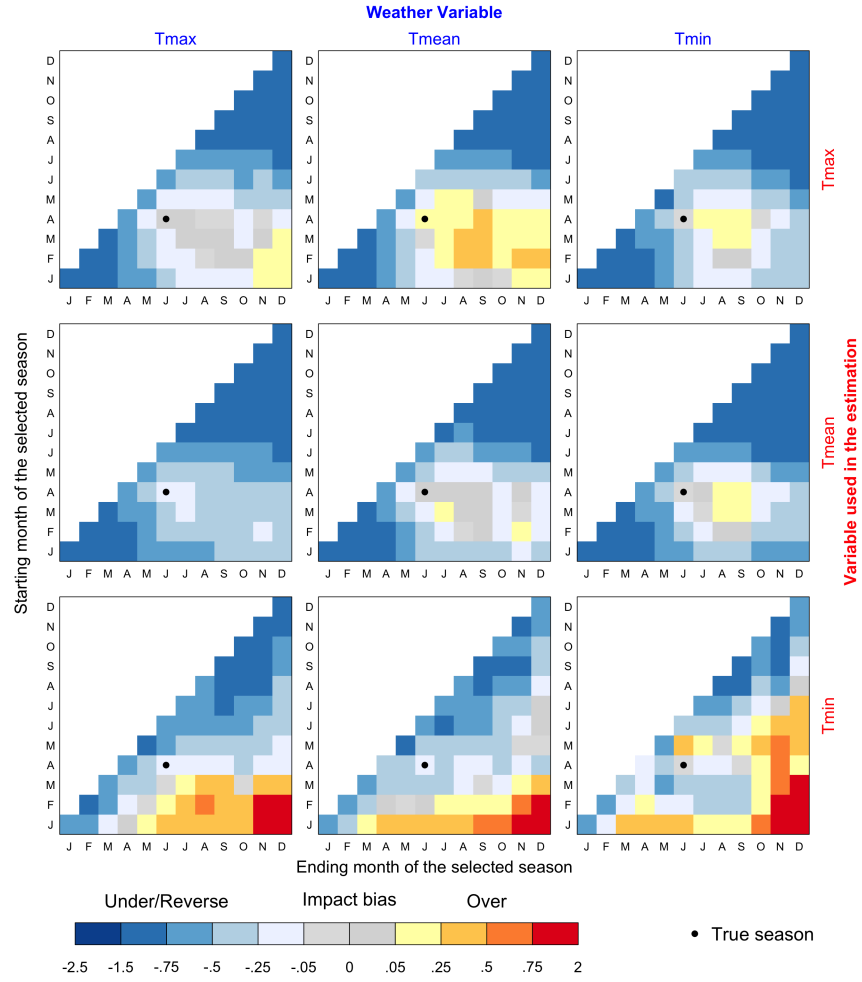 Weather Variable
Tmax Tmean Tmin
D D D
N N N
O O O
S S S
A A A
J J J
J J J
M M M
A A A
M M M
F F F
J J J
J F M A M J J A S O N D J F M A M J J A S O N D J F M A M J J A S O N D
Tmax
D D D
N N N
O O O
S S S
A A A
J J J
J J J
M M M
A A A
M M M
F F F
J J J
J F M A M J J A S O N D J F M A M J J A S O N D J F M A M J J A S O N D
Tmean
D D D
N N N
O O O
S S S
A A A
J J J
J J J
M M M
A A A
M M M
F F F
J J J
J F M A M J J A S O N D J F M A M J J A S O N D J F M A M J J A S O N D
Tmin
Starting month of the selected season
Variable used in the estimation
Ending month of the selected season
Under/Reverse Impact bias Over
-2.5 -1.5 -.75 -.5 -.25 -.05 0 .05 .25 .5 .75 2
True season